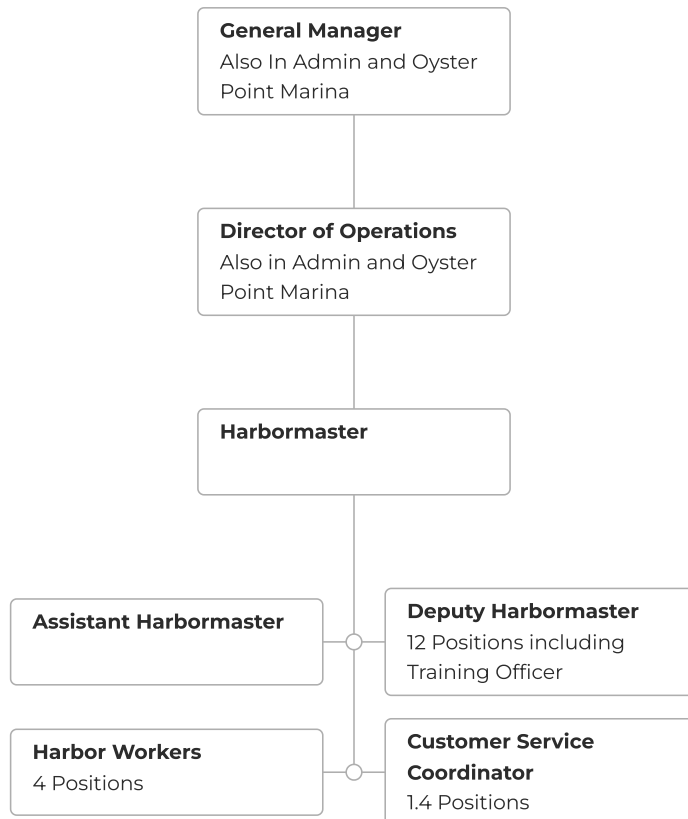 General Manager
Also In Admin and Oyster
Point Marina
Director of Operations
Also in Admin and Oyster
Point Marina
Harbormaster
Assistant Harbormaster
Deputy Harbormaster
12 Positions including
Training Officer
Harbor Workers
4 Positions
Customer Service
Coordinator
1.4 Positions